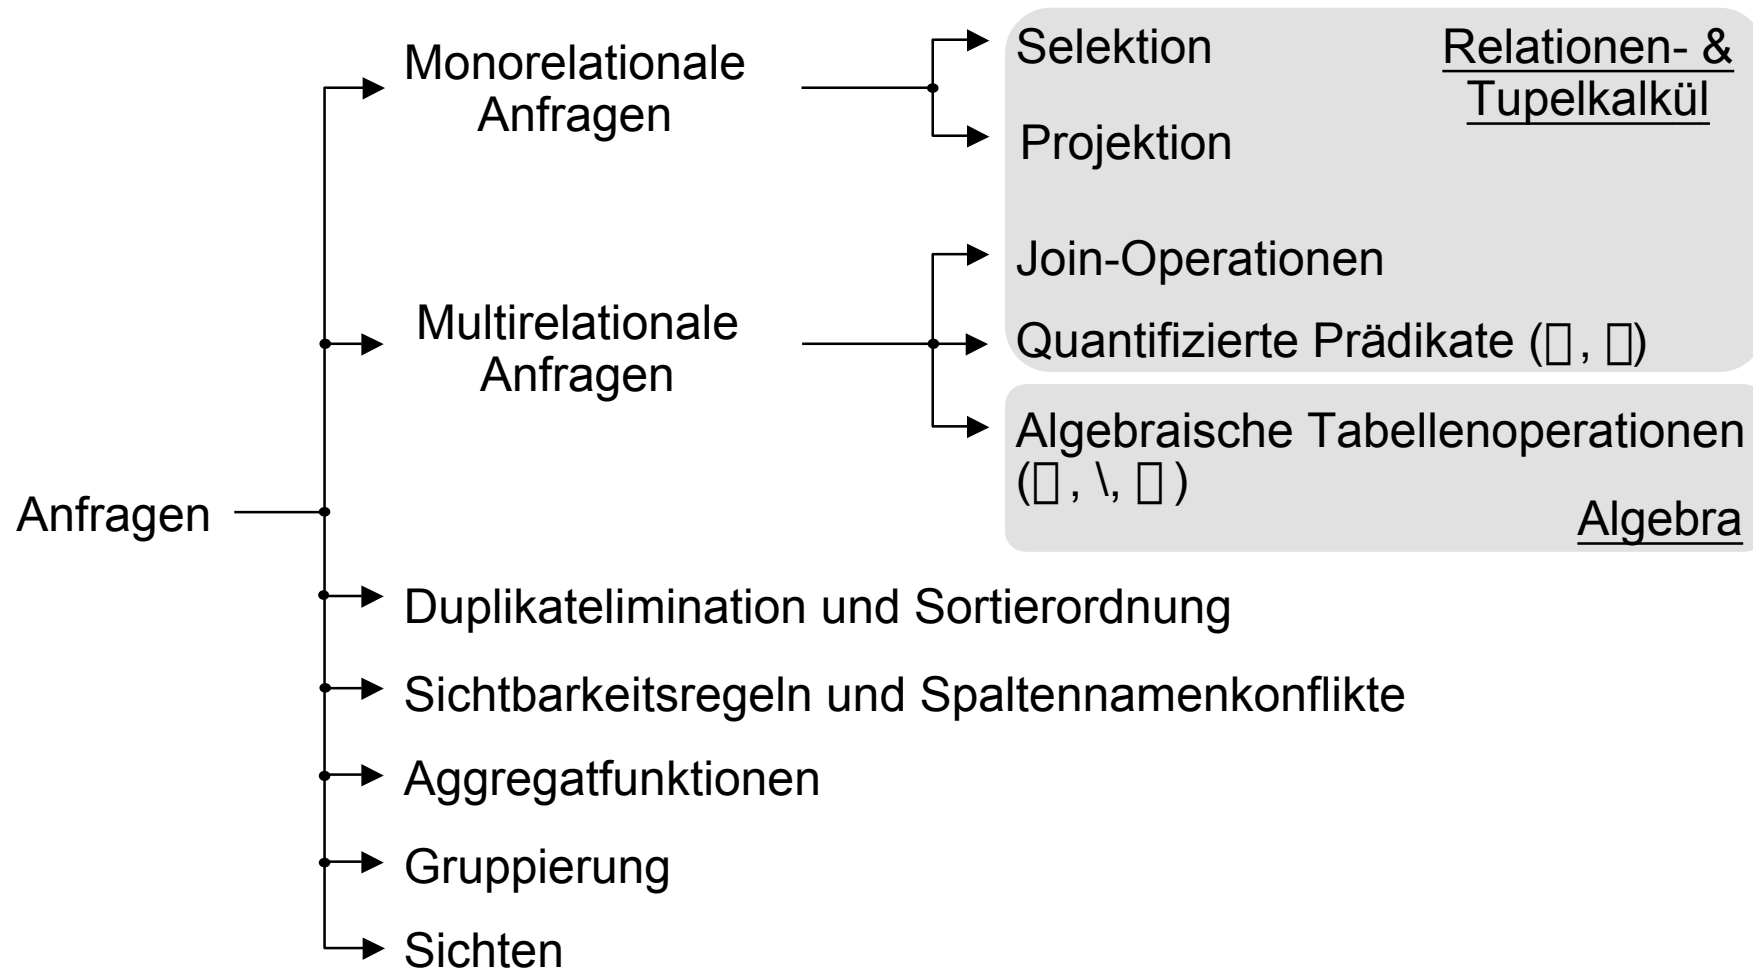 Monorelationale
Anfragen
Selektion
Relationen- &
Tupelkalkül
Projektion
Multirelationale
Anfragen
Join-Operationen
Quantifizierte Prädikate (▯, ▯)
Algebraische Tabellenoperationen
(▯, \, ▯)
Algebra
Anfragen
Duplikatelimination und Sortierordnung
Sichtbarkeitsregeln und Spaltennamenkonflikte
Aggregatfunktionen
Gruppierung
Sichten